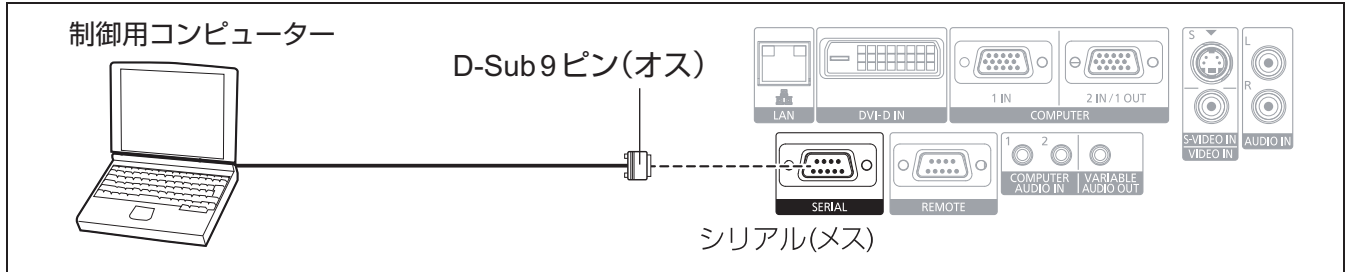 制御用コンピューター
D-Sub 9 ピン(オス)
LAN
DVI-D IN
1 IN
2 IN / 1 OUT
COMPUTER
S
S-VIDEO IN
VIDEO IN
L
R
AUDIO IN
SERIAL
REMOTE
1
2
COMPUTER
AUDIO IN
VARIABLE
AUDIO OUT
シリアル(メス)